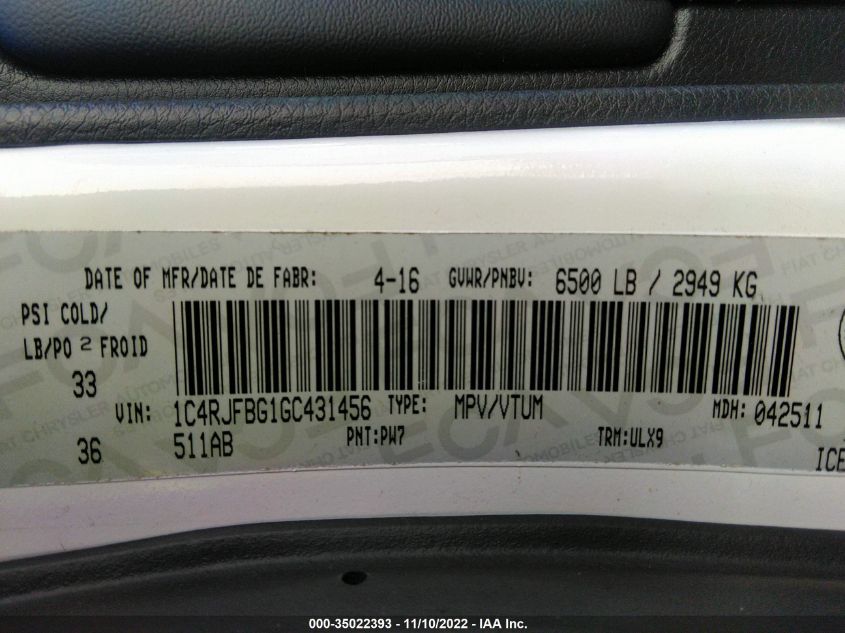 DATE OF MFR/DATE DE FABR: 4-16 GVWR/PNBV: 6500 LB / 2949 KG
PSI COLD/
LB/PO 2 FROID
33
VIN: 1C4RJFBG1GC431456 TYPE: MPV/VTUM MDH: 042511
36 511AB PNT:PW7 TRM:ULX9
000-35022393 - 11/10/2022 - IAA Inc.